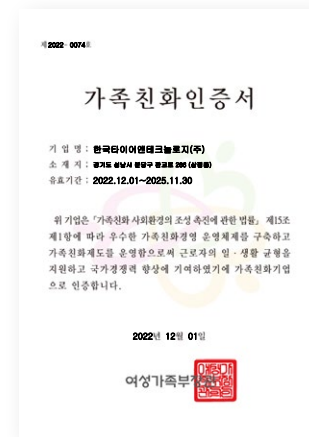 제 2022- 0074호
가족친화인증서
기 업 명 : 한국타이어앤테크놀로지(주)
소 재 지 : 경기도 성남시 분당구 판교로 286 (삼평동)
유효기간 : 2022.12.01~2025.11.30
위 기업은 「가족친화 사회환경의 조성 촉진에 관한 법률」 제15조
제1항에 따라 우수한 가족친화경영 운영체제를 구축하고
가족친화제도를 운영함으로써 근로자의 일·생활 균형을
지원하고 국가경쟁력 향상에 기여하였기에 가족친화기업
으로 인증합니다.
2022년 12월 01일
여성가족부장관